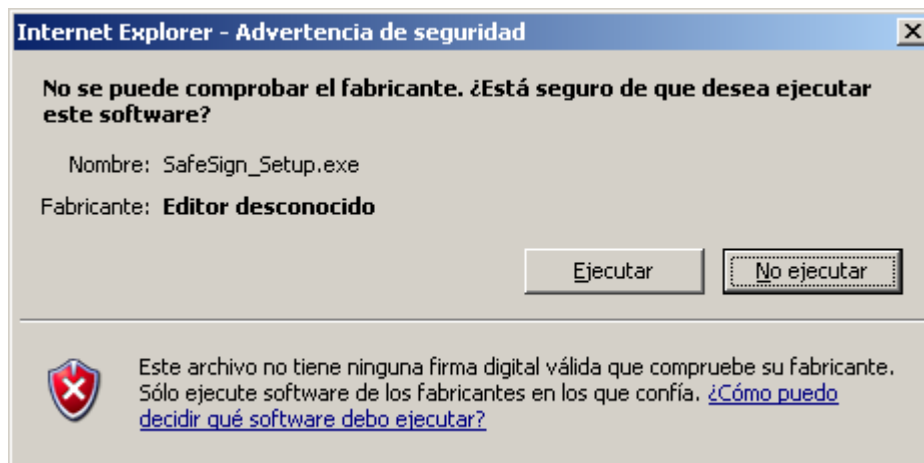 Internet Explorer - Advertencia de seguridad
No se puede comprobar el fabricante. ¿Está seguro de que desea ejecutar
este software?
Nombre: SafeSign_Setup.exe
Fabricante: Editor desconocido
Ejecutar
No ejecutar
Este archivo no tiene ninguna firma digital válida que compruebe su fabricante.
Sólo ejecute software de los fabricantes en los que confía. ¿Cómo puedo
decidir qué software debo ejecutar?